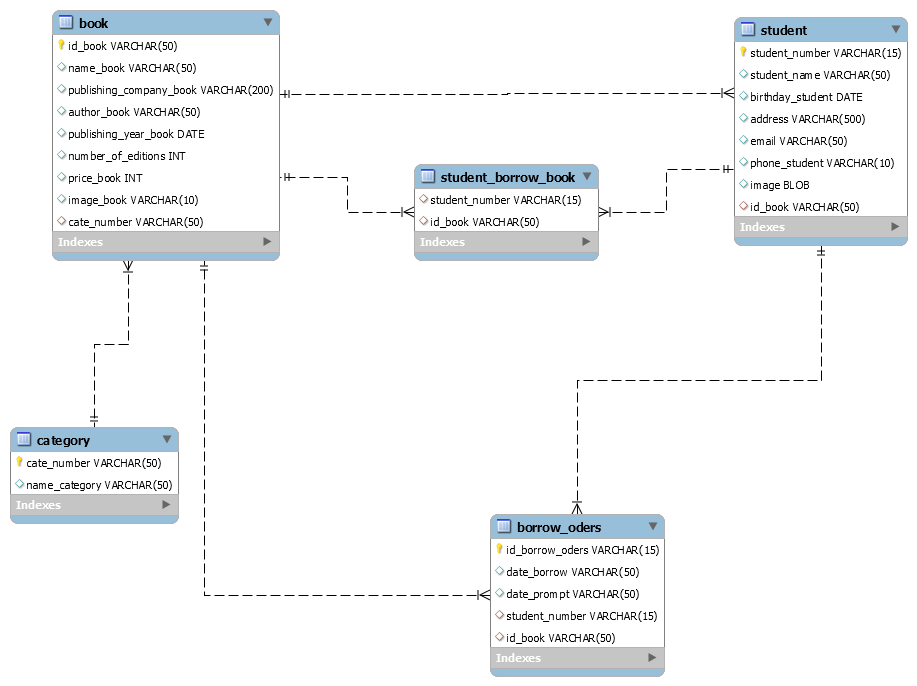 book
id_book VARCHAR(50)
name_book VARCHAR(50)
publishing_company_book VARCHAR(200)
author_book VARCHAR(50)
publishing_year_book DATE
number_of_editions INT
price_book INT
image_book VARCHAR(10)
cate_number VARCHAR(50)
Indexes
student
student_number VARCHAR(15)
student_name VARCHAR(50)
birthday_student DATE
address VARCHAR(500)
email VARCHAR(50)
phone_student VARCHAR(10)
image BLOB
id_book VARCHAR(50)
Indexes
student_borrow_book
student_number VARCHAR(15)
id_book VARCHAR(50)
Indexes
category
cate_number VARCHAR(50)
name_category VARCHAR(50)
Indexes
borrow_oders
id_borrow_oders VARCHAR(15)
date_borrow VARCHAR(50)
date_prompt VARCHAR(50)
student_number VARCHAR(15)
id_book VARCHAR(50)
Indexes